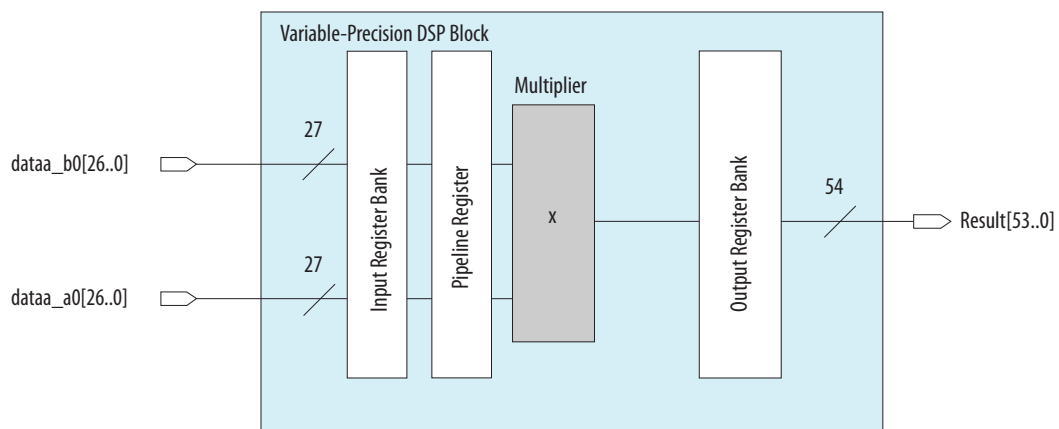 Variable-Precision DSP Block
Multiplier
27
dataa_b0[26..0]
Input Register Bank
Pipeline Register
x
Output Register Bank
54
Result[53..0]
27
dataa_a0[26..0]